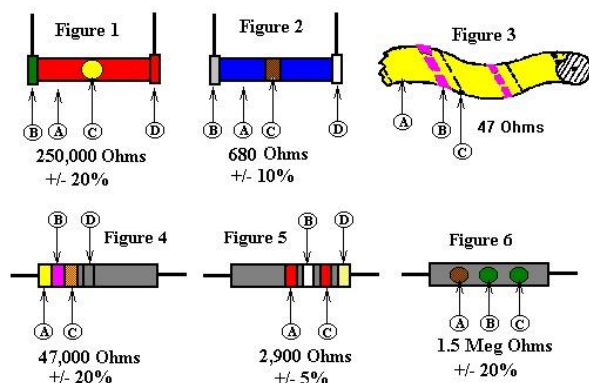 Figure 1
B
A
C
D
250,000 Ohms
+/- 20%
Figure 2
B
A
C
D
680 Ohms
+/- 10%
Figure 3
A
B
C
47 Ohms
Figure 4
B
D
A
C
47,000 Ohms
+/- 20%
Figure 5
B
D
A
C
2,900 Ohms
+/- 5%
Figure 6
A
B
C
1.5 Meg Ohms
+/- 20%